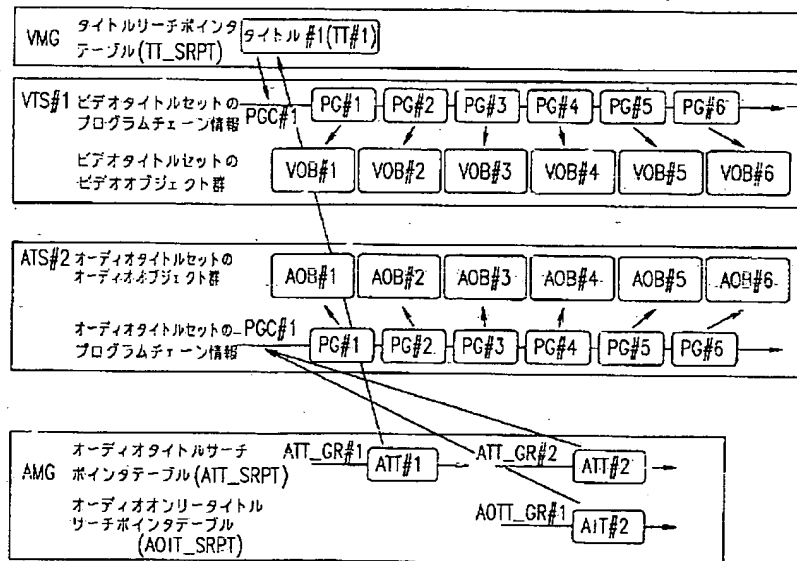 VMG タイトルリーチポインタ
テーブル(TT_SRPT)
タイトル#1(TT#1)
VTS#1 ビデオタイトルセットの
プログラムチェーン情報
PGC#1 PG#1 PG#2 PG#3 PG#4 PG#5 PG#6
ビデオタイトルセットの
ビデオオブジェクト群
VOB#1 VOB#2 VOB#3 VOB#4 VOB#5 VOB#6
ATS#2 オーディオタイトルセットの
オーディオオブジェクト群
AOB#1 AOB#2 AOB#3 AOB#4 AOB#5 AOB#6
オーディオタイトルセットの
プログラムチェーン情報
PGC#1 PG#1 PG#2 PG#3 PG#4 PG#5 PG#6
AMG オーディオタイトルサーチ
ポインタテーブル(ATT_SRPT)
ATT_GR#1 ATT#1 ATT_GR#2 ATT#2
オーディオオンリータイトル
サーチポインタテーブル
(AOIT_SRPT)
AOTT_GR#1 AIT#2